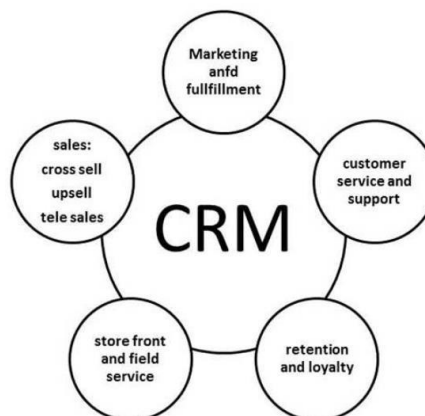 Marketing
anfd
fullfillment
sales:
cross sell
upsell
tele sales
customer
service and
support
CRM
store front
and field
service
retention
and loyalty